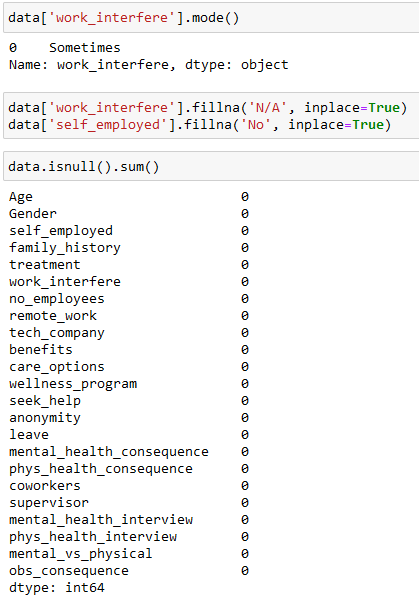 data['work_interfere'].mode()
0    Sometimes
Name: work_interfere, dtype: object
data['work_interfere'].fillna('N/A', inplace=True)
data['self_employed'].fillna('No', inplace=True)
data.isnull().sum()
Age                          0
Gender                       0
self_employed                0
family_history               0
treatment                    0
work_interfere               0
no_employees                 0
remote_work                  0
tech_company                 0
benefits                     0
care_options                 0
wellness_program             0
seek_help                    0
anonymity                    0
leave                        0
mental_health_consequence    0
phys_health_consequence      0
coworkers                    0
supervisor                   0
mental_health_interview      0
phys_health_interview        0
mental_vs_physical           0
obs_consequence              0
dtype: int64